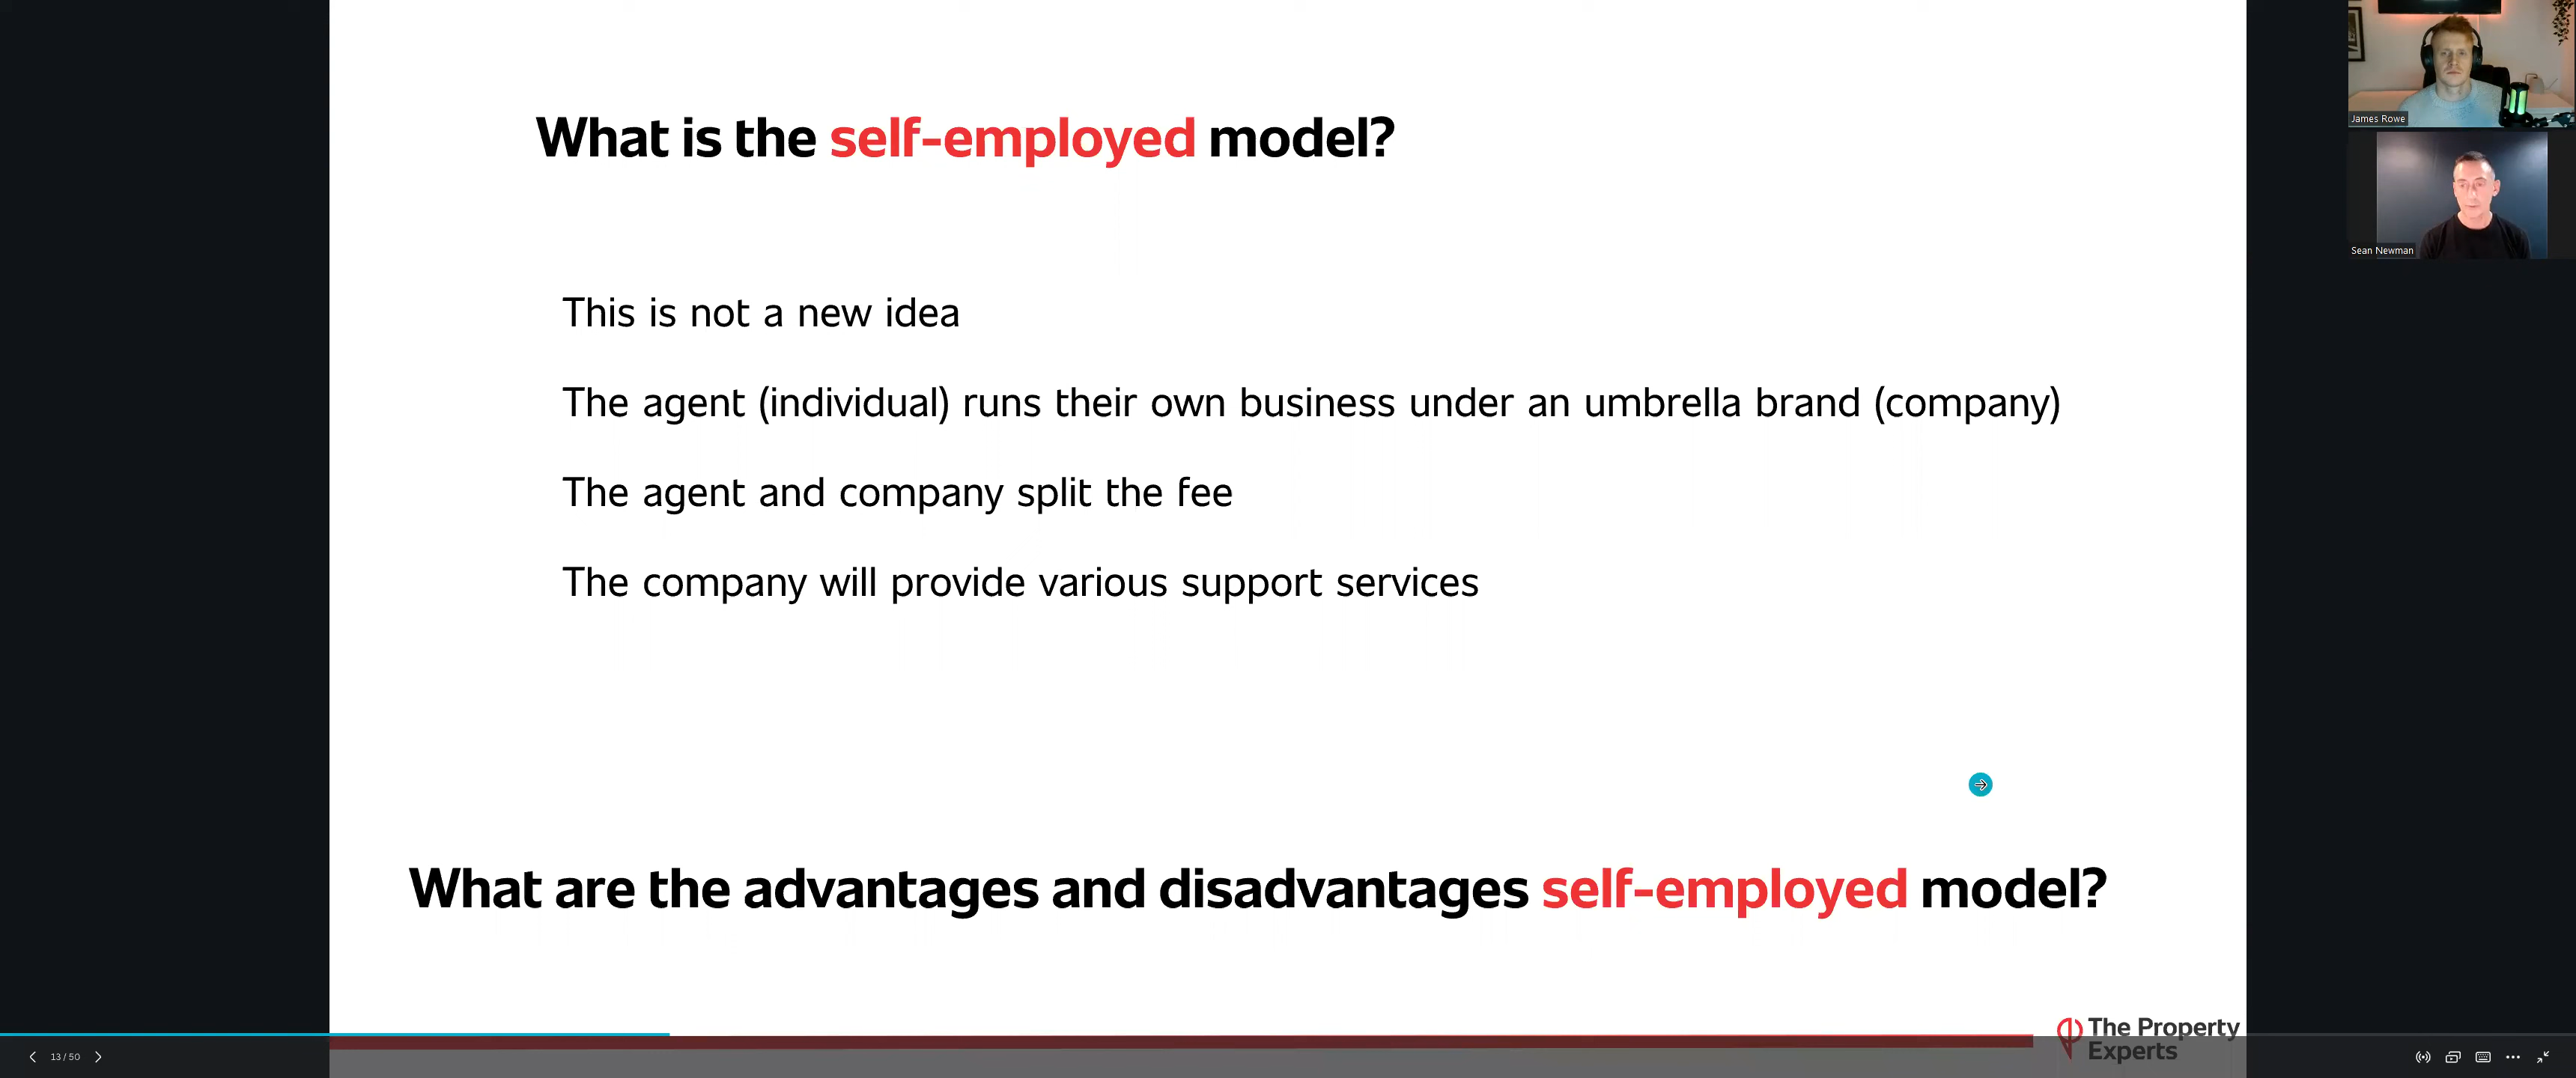 What is the self-employed model?
This is not a new idea
The agent (individual) runs their own business under an umbrella brand (company)
The agent and company split the fee
The company will provide various support services
What are the advantages and disadvantages self-employed model?
The Property
Experts
13 / 50
James Rowe
Sean Newman